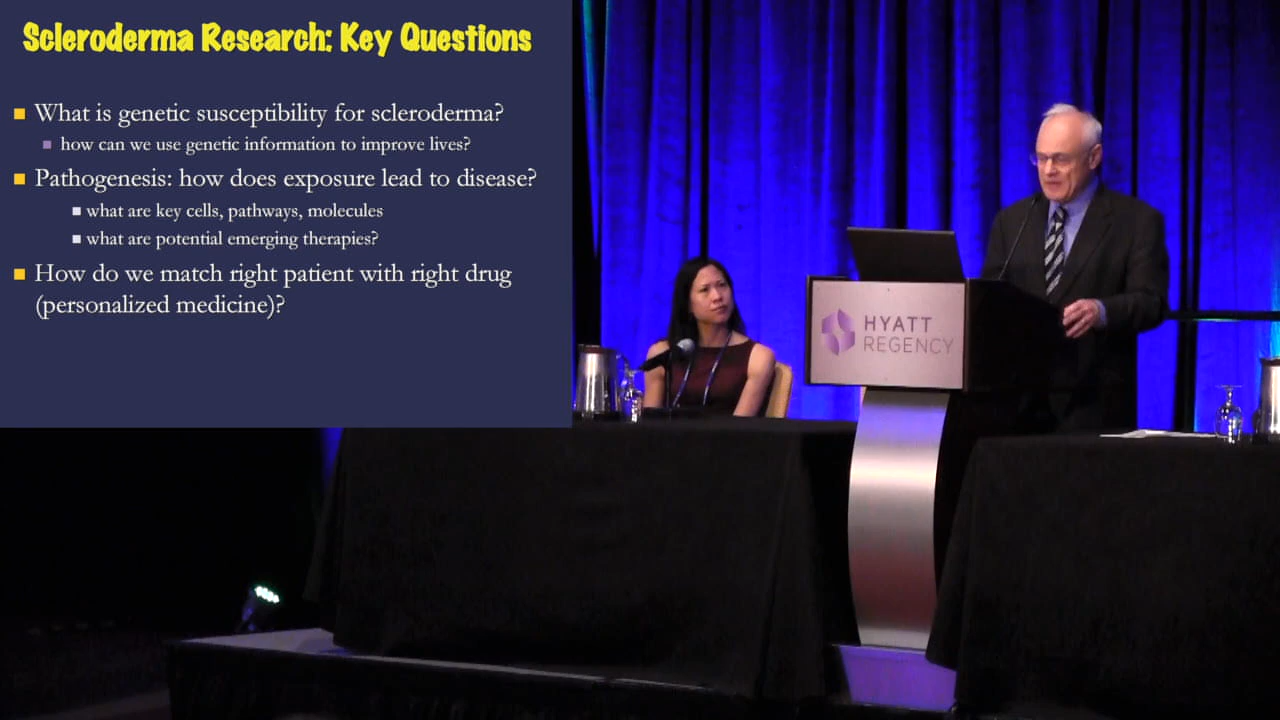 Scleroderma Research: Key Questions
What is genetic susceptibility for scleroderma?
how can we use genetic information to improve lives?
Pathogenesis: how does exposure lead to disease?
what are key cells, pathways, molecules
what are potential emerging therapies?
How do we match right patient with right drug
(personalized medicine)?
HYATT
REGENCY